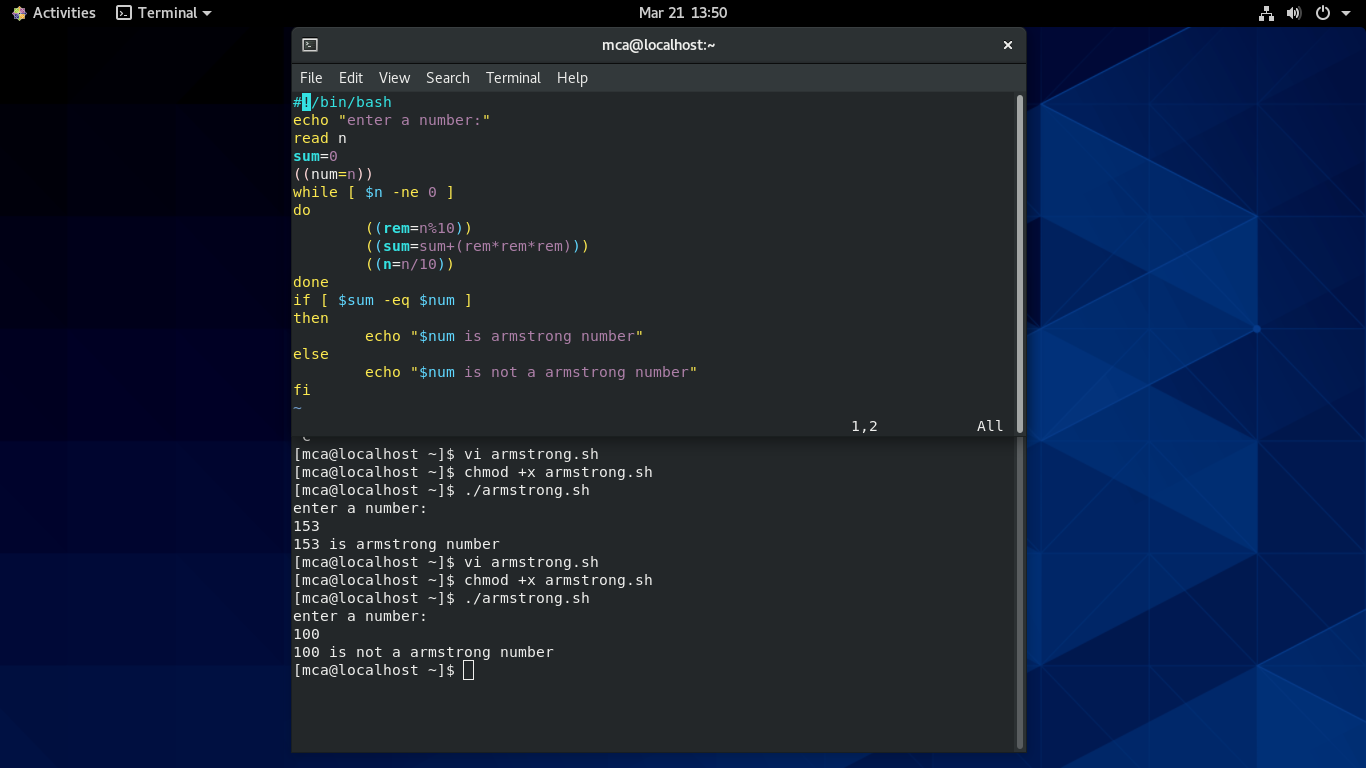 Activities Terminal Mar 21 13:50
mca@localhost:~
File Edit View Search Terminal Help
#!/bin/bash
echo "enter a number:"
read n
sum=0
((num=n))
while [ $n -ne 0 ]
do
        ((rem=n%10))
        ((sum=sum+(rem*rem*rem)))
        ((n=n/10))
done
if [ $sum -eq $num ]
then
        echo "$num is armstrong number"
else
        echo "$num is not a armstrong number"
fi
~
1,2 All
[mca@localhost ~]$ vi armstrong.sh
[mca@localhost ~]$ chmod +x armstrong.sh
[mca@localhost ~]$ ./armstrong.sh
enter a number:
153
153 is armstrong number
[mca@localhost ~]$ vi armstrong.sh
[mca@localhost ~]$ chmod +x armstrong.sh
[mca@localhost ~]$ ./armstrong.sh
enter a number:
100
100 is not a armstrong number
[mca@localhost ~]$